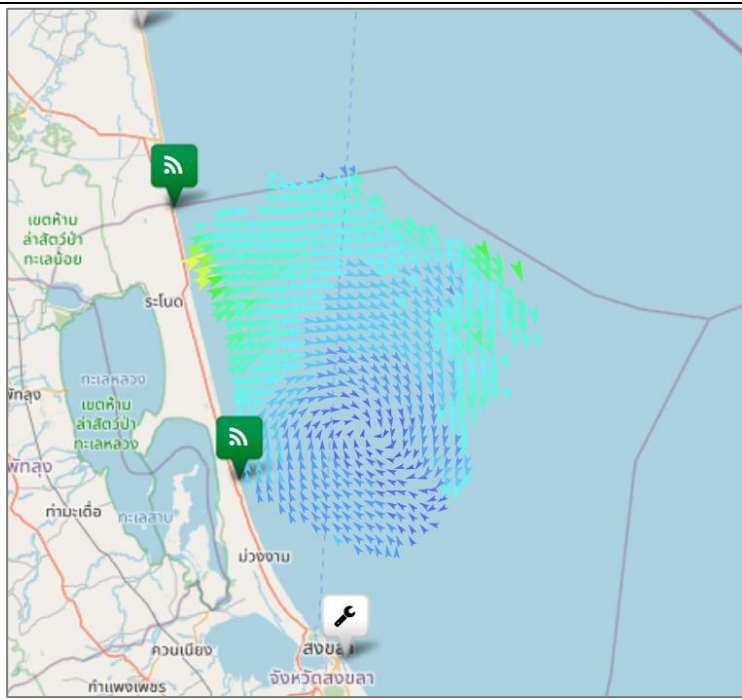 เขตห้าม
ล่าสัตว์ป่า
ทะเลน้อย
ระโนด
ทะเลหลวง
เขตห้าม
ล่าสัตว์ป่า
ทะเลหลวง
พัทลุง
พัทลุง
ทำมะเดื่อ
ทะเลสาบ
ม่วงงาม
ควนเนียง
สงขลา
จังหวัดสงขลา
กำแพงเพชร